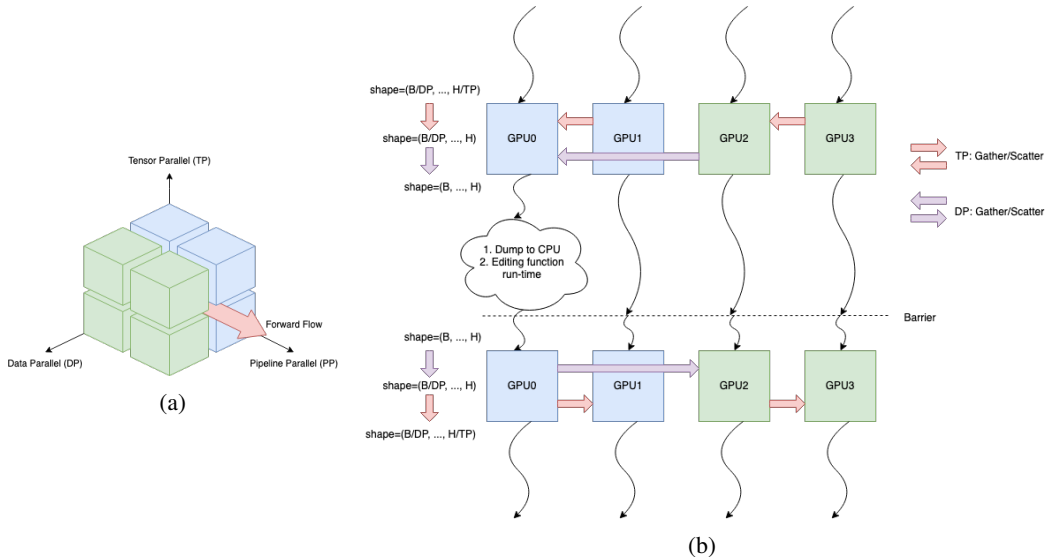 Tensor Parallel (TP)
Forward Flow
Data Parallel (DP)
Pipeline Parallel (PP)
(a)
shape=(B/DP, ..., H/TP)
shape=(B/DP, ..., H)
shape=(B, ..., H)
GPU0
GPU1
GPU2
GPU3
TP: Gather/Scatter
DP: Gather/Scatter
1. Dump to CPU
2. Editing function
run-time
Barrier
shape=(B, ..., H)
shape=(B/DP, ..., H)
shape=(B/DP, ..., H/TP)
GPU0
GPU1
GPU2
GPU3
(b)